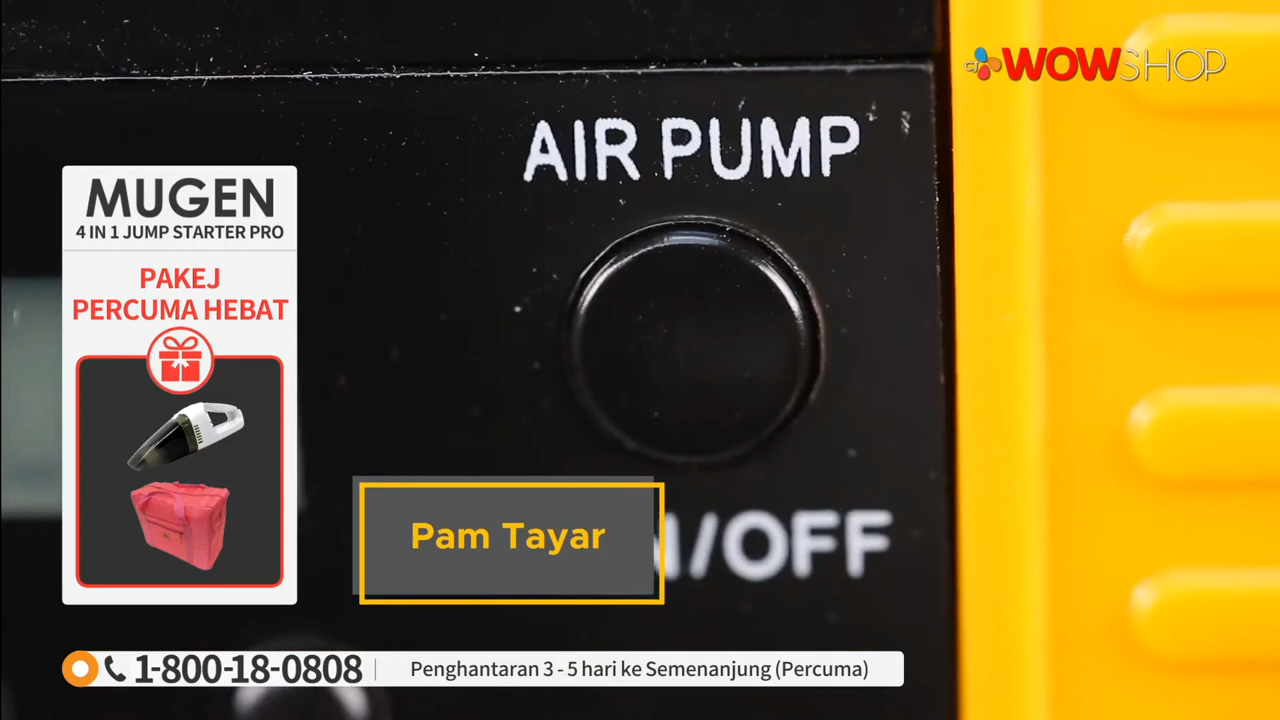 CJ WOWSHOP
AIR PUMP
MUGEN
4 IN 1 JUMP STARTER PRO
PAKEJ
PERCUMA HEBAT
Pam Tayar
/OFF
1-800-18-0808
Penghantaran 3 - 5 hari ke Semenanjung (Percuma)